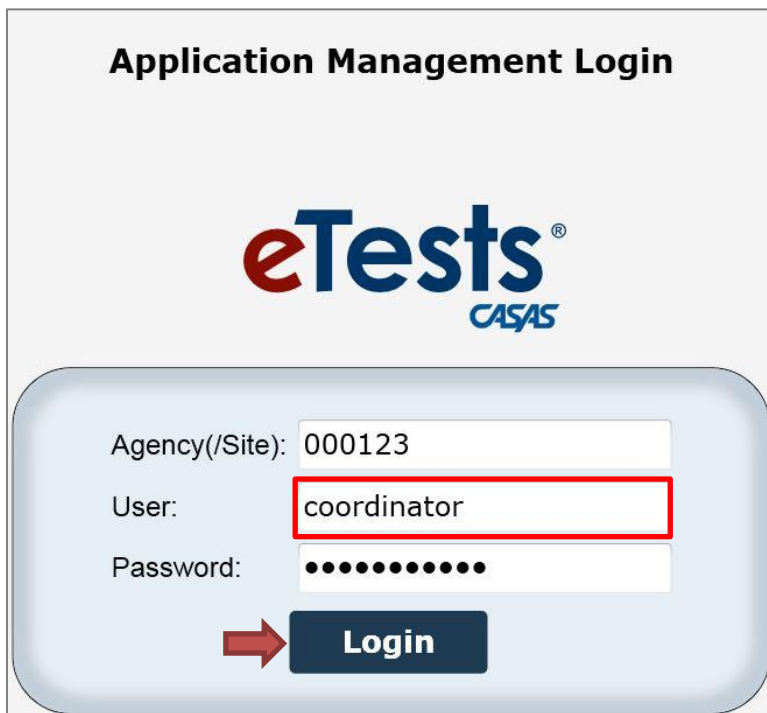 Application Management Login
eTests®
CASAS
Agency(/Site): 000123
User: coordinator
Password: ●●●●●●●●●●●
Login